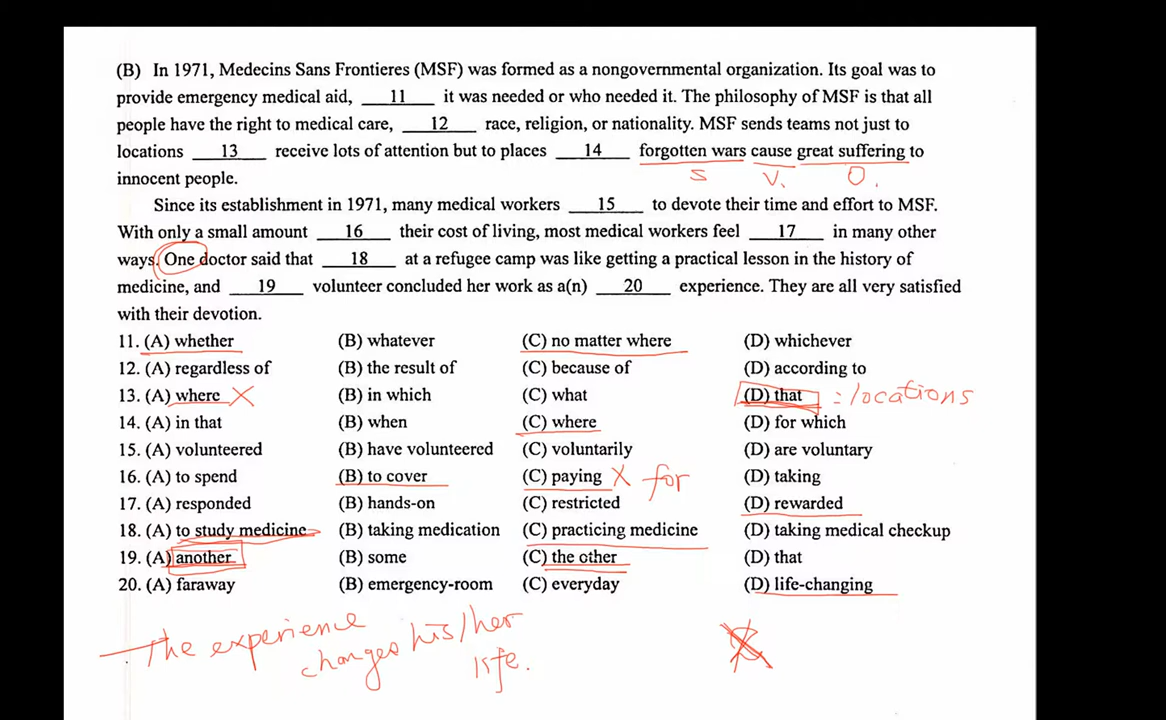 (B) In 1971, Medecins Sans Frontieres (MSF) was formed as a nongovernmental organization. Its goal was to
provide emergency medical aid, 11 it was needed or who needed it. The philosophy of MSF is that all
people have the right to medical care, 12 race, religion, or nationality. MSF sends teams not just to
locations 13 receive lots of attention but to places 14 forgotten wars cause great suffering to
S V. O.
innocent people.
Since its establishment in 1971, many medical workers 15 to devote their time and effort to MSF.
With only a small amount 16 their cost of living, most medical workers feel 17 in many other
ways. One doctor said that 18 at a refugee camp was like getting a practical lesson in the history of
medicine, and 19 volunteer concluded her work as a(n) 20 experience. They are all very satisfied
with their devotion.
11. (A) whether (B) whatever (C) no matter where (D) whichever
12. (A) regardless of (B) the result of (C) because of (D) according to
13. (A) where X (B) in which (C) what (D) that = locations
14. (A) in that (B) when (C) where (D) for which
15. (A) volunteered (B) have volunteered (C) voluntarily (D) are voluntary
16. (A) to spend (B) to cover (C) paying X for (D) taking
17. (A) responded (B) hands-on (C) restricted (D) rewarded
18. (A) to study medicine (B) taking medication (C) practicing medicine (D) taking medical checkup
19. (A) another (B) some (C) the other (D) that
20. (A) faraway (B) emergency-room (C) everyday (D) life-changing
The experience
changes his/her
life.